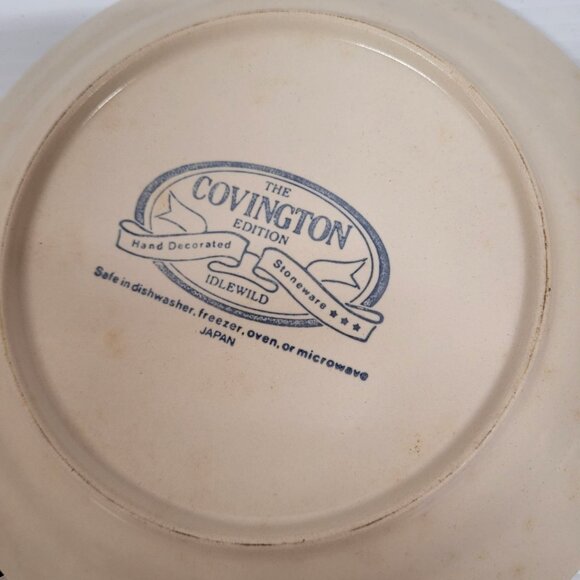 THE
COVINGTON
EDITION
Hand Decorated
Stoneware ★★★
IDLEWILD
Safe in dishwasher, freezer, oven, or microwave
JAPAN